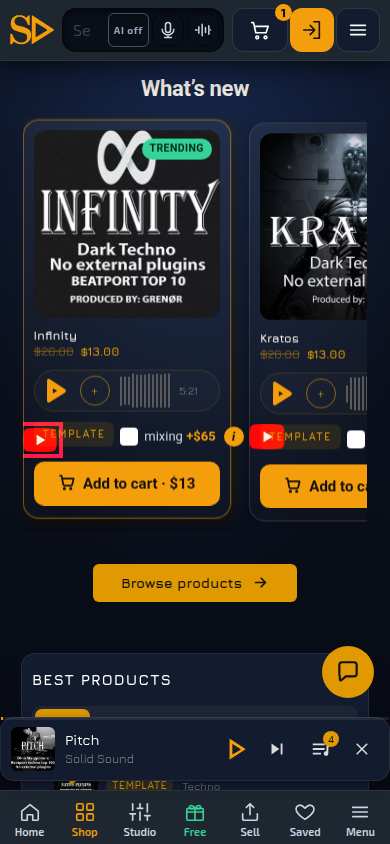 SD
Se
AI off
1
What's new
TRENDING
INFINITY
Dark Techno
No external plugins
BEATPORT TOP 10
PRODUCED BY: GRENØR
Infinity
$20.00 $13.00
+
5:21
TEMPLATE
mixing +$65
i
Add to cart · $13
KRAT
Dark Tec
No external
Produced by:
Kratos
$20.00 $13.00
+
TEMPLATE
Add to ca
Browse products →
BEST PRODUCTS
PITCH
Pitch
Solid Sound
4
TEMPLATE
Techno
Home
Shop
Studio
Free
Sell
Saved
Menu